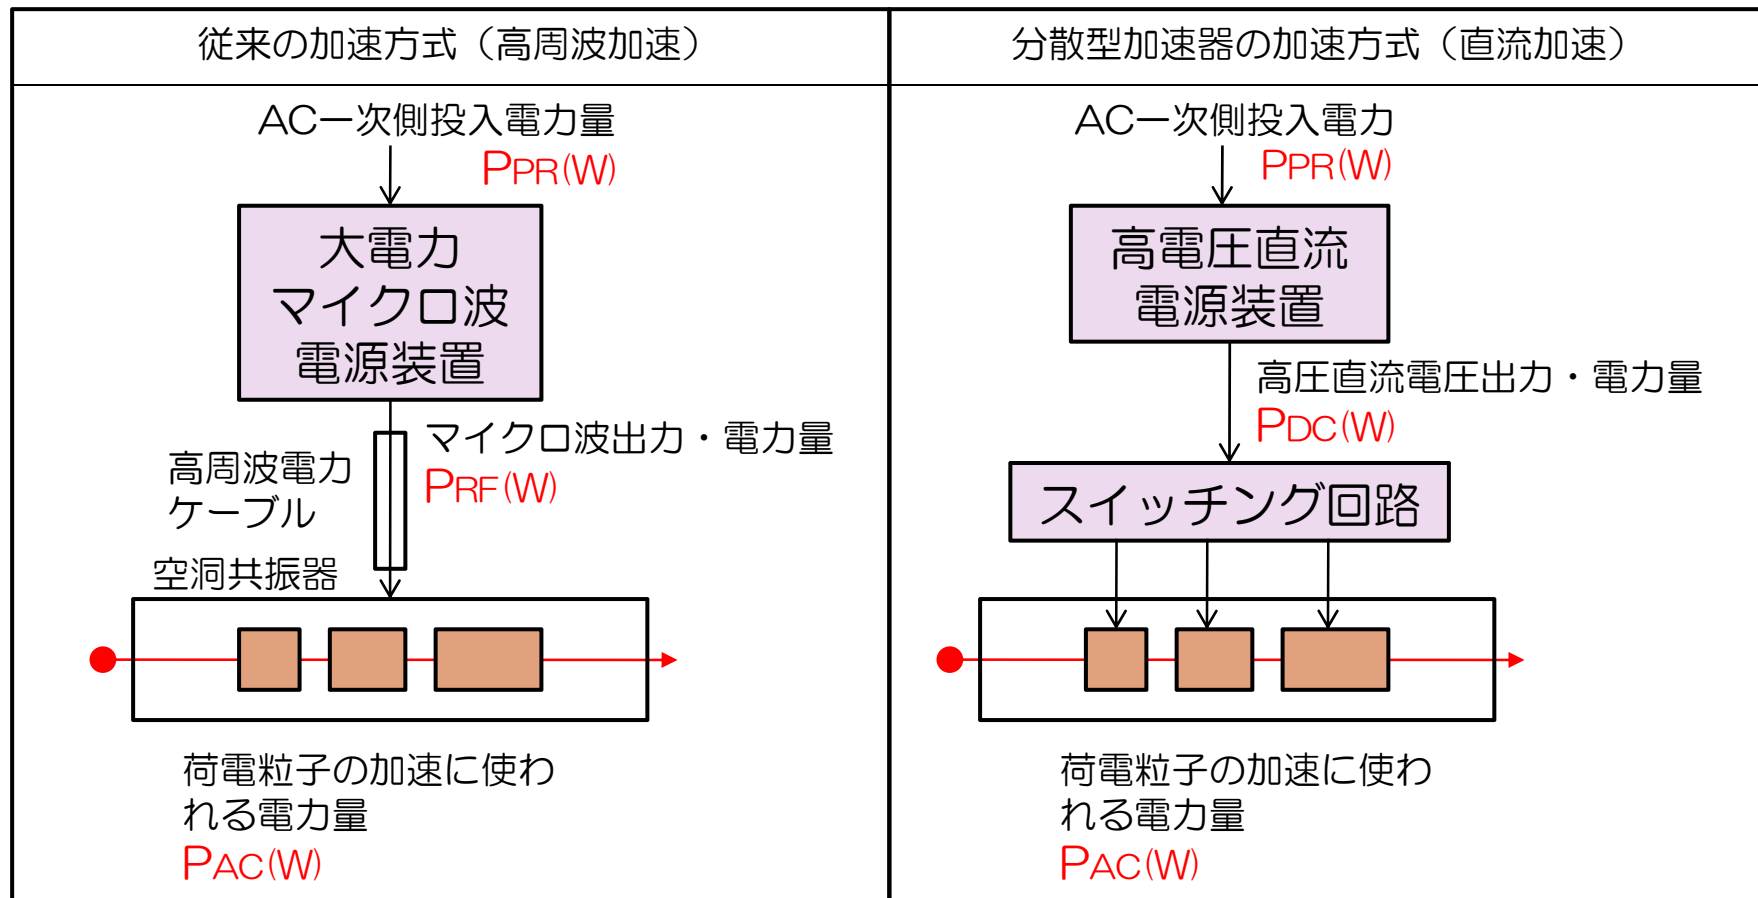 従来の加速方式（高周波加速）
AC一次側投入電力量
PPR(W)
大電力
マイクロ波
電源装置
マイクロ波出力・電力量
PRF(W)
高周波電力
ケーブル
空洞共振器
荷電粒子の加速に使わ
れる電力量
PAC(W)
分散型加速器の加速方式（直流加速）
AC一次側投入電力
PPR(W)
高電圧直流
電源装置
高圧直流電圧出力・電力量
PDC(W)
スイッチング回路
荷電粒子の加速に使わ
れる電力量
PAC(W)